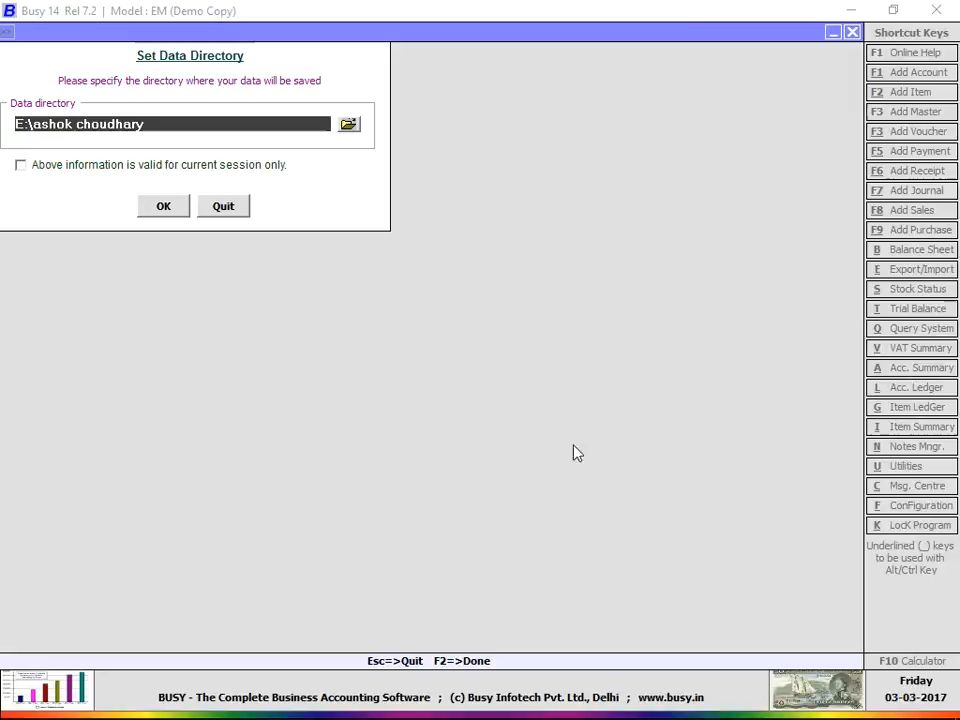 B Busy 14 Rel 7.2 | Model : EM (Demo Copy)
>>
Shortcut Keys
Set Data Directory
Please specify the directory where your data will be saved
Data directory
E:\ashok choudhary
Above information is valid for current session only.
OK Quit
F1 Online Help
F1 Add Account
F2 Add Item
F3 Add Master
F3 Add Voucher
F5 Add Payment
F6 Add Receipt
F7 Add Journal
F8 Add Sales
F9 Add Purchase
B Balance Sheet
E Export/Import
S Stock Status
T Trial Balance
Q Query System
V VAT Summary
A Acc. Summary
L Acc. Ledger
G Item LedGer
I Item Summary
N Notes Mngr.
U Utilities
C Msg. Centre
F ConFiguration
K LocK Program
Underlined (_) keys
to be used with
Alt/Ctrl Key
Esc=>Quit F2=>Done
F10 Calculator
BUSY - The Complete Business Accounting Software ; (c) Busy Infotech Pvt. Ltd., Delhi ; www.busy.in
Friday
03-03-2017